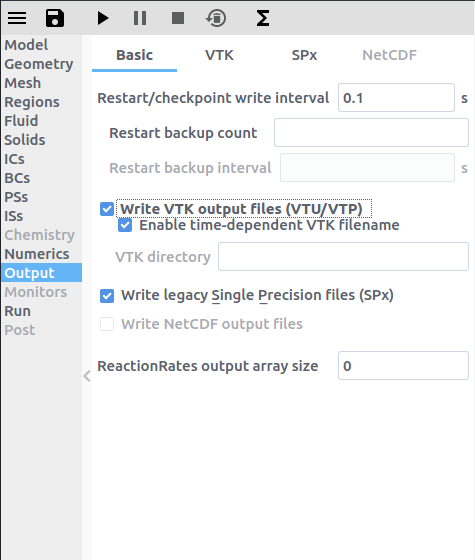 Model
Geometry
Mesh
Regions
Fluid
Solids
ICs
BCs
PSs
ISs
Chemistry
Numerics
Output
Monitors
Run
Post
Basic VTK SPx NetCDF
Restart/checkpoint write interval 0.1 s
Restart backup count
Restart backup interval s
Write VTK output files (VTU/VTP)
Enable time-dependent VTK filename
VTK directory
Write legacy Single Precision files (SPx)
Write NetCDF output files
ReactionRates output array size 0